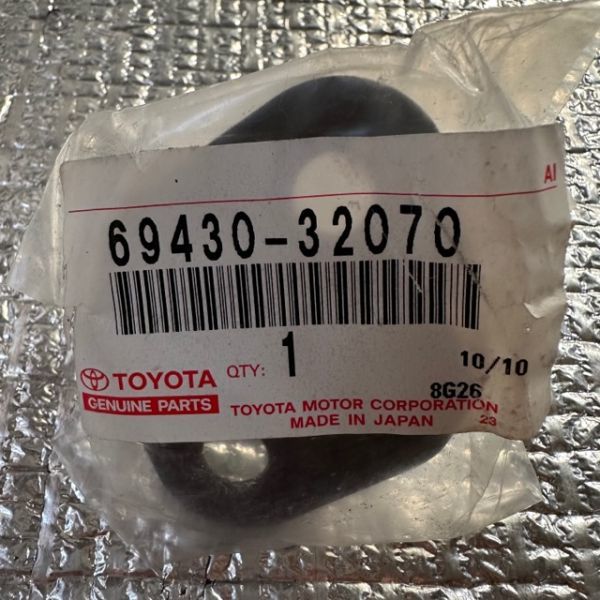 AI
69430-32070
TOYOTA QTY: 1 10/10
GENUINE PARTS 8G26
TOYOTA MOTOR CORPORATION
MADE IN JAPAN 23